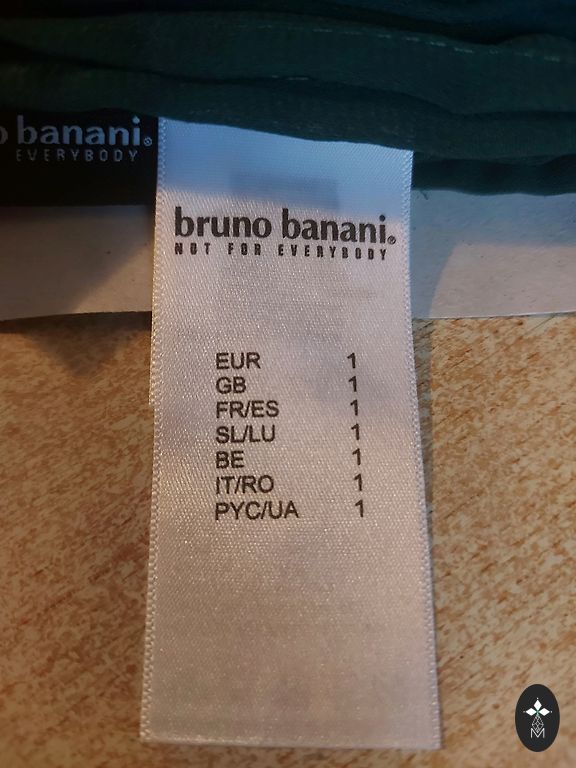 o banani®
EVERYBODY
bruno banani®
NOT FOR EVERYBODY
EUR 1
GB 1
FR/ES 1
SL/LU 1
BE 1
IT/RO 1
PYC/UA 1
M